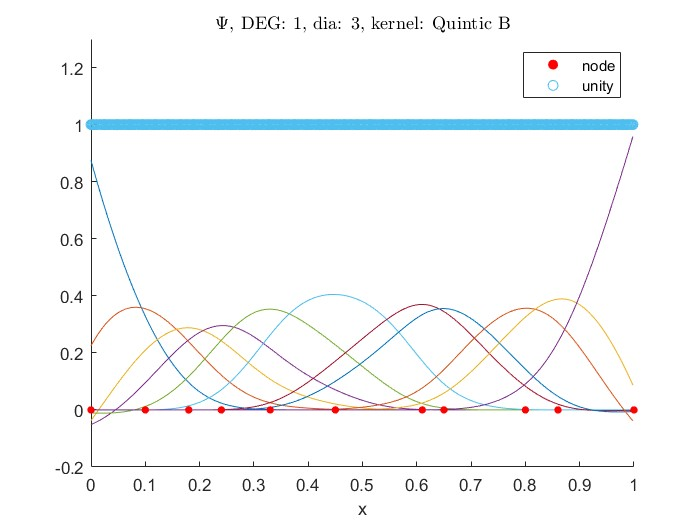 Ψ, DEG: 1, dia: 3, kernel: Quintic B
node
unity
1.2
1
0.8
0.6
0.4
0.2
0
-0.2
0 0.1 0.2 0.3 0.4 0.5 0.6 0.7 0.8 0.9 1
x